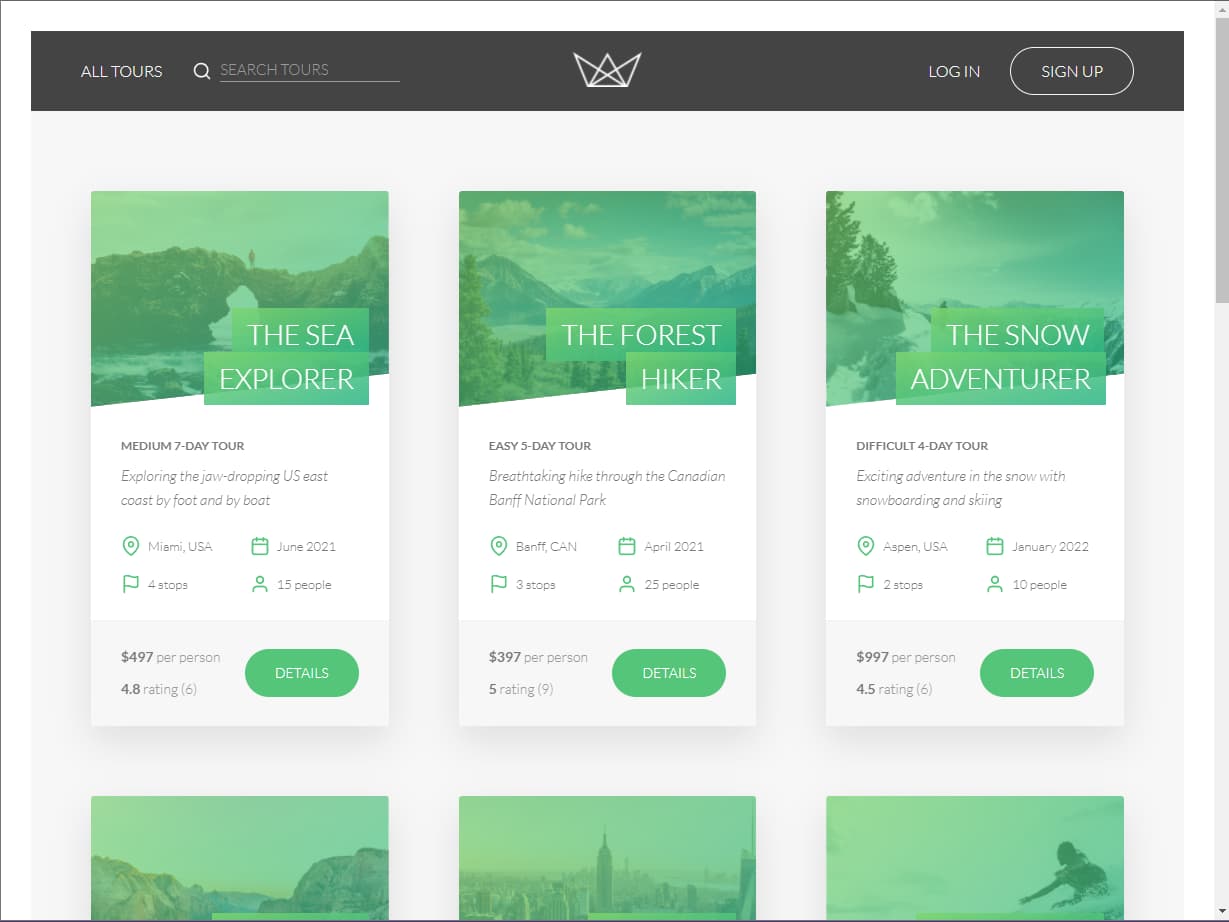 ALL TOURS
SEARCH TOURS
LOG IN
SIGN UP
THE SEA
EXPLORER
MEDIUM 7-DAY TOUR
Exploring the jaw-dropping US east
coast by foot and by boat
Miami, USA
June 2021
4 stops
15 people
$497 per person
4.8 rating (6)
DETAILS
THE FOREST
HIKER
EASY 5-DAY TOUR
Breathtaking hike through the Canadian
Banff National Park
Banff, CAN
April 2021
3 stops
25 people
$397 per person
5 rating (9)
DETAILS
THE SNOW
ADVENTURER
DIFFICULT 4-DAY TOUR
Exciting adventure in the snow with
snowboarding and skiing
Aspen, USA
January 2022
2 stops
10 people
$997 per person
4.5 rating (6)
DETAILS